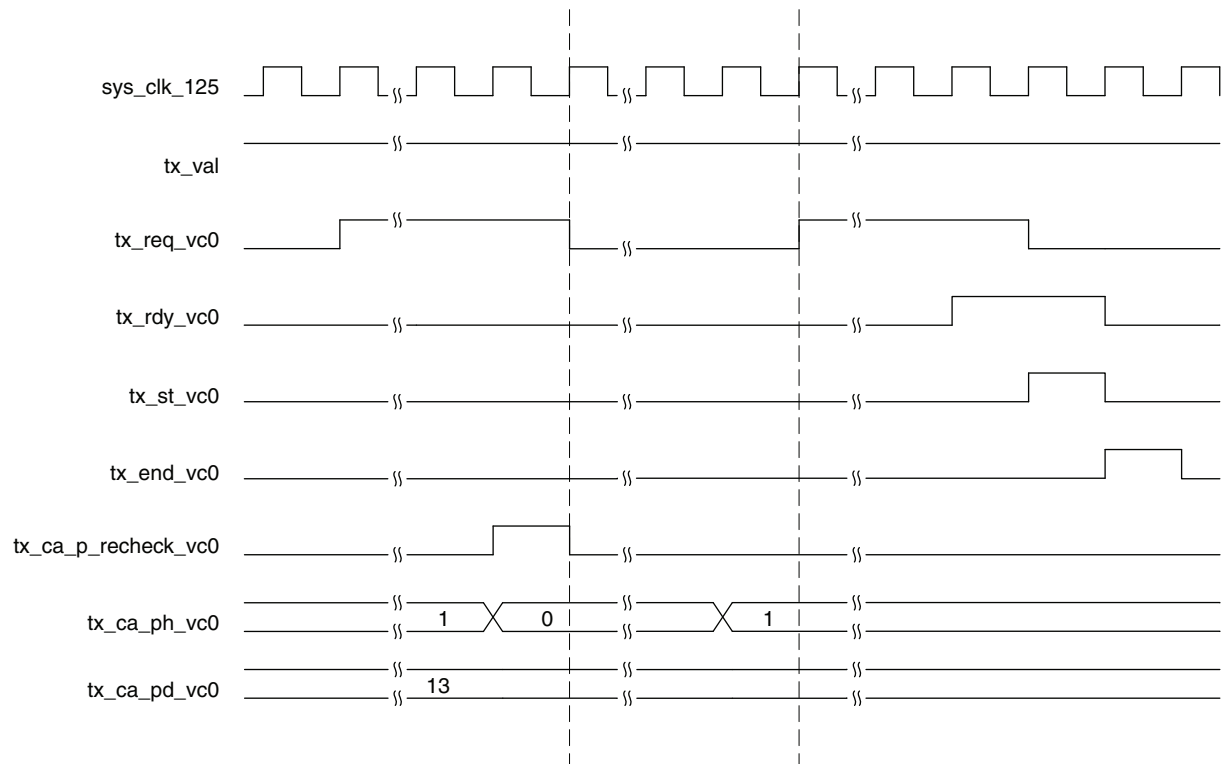 sys_clk_125
tx_val
tx_req_vc0
tx_rdy_vc0
tx_st_vc0
tx_end_vc0
tx_ca_p_recheck_vc0
tx_ca_ph_vc0 1 0 1
tx_ca_pd_vc0 13